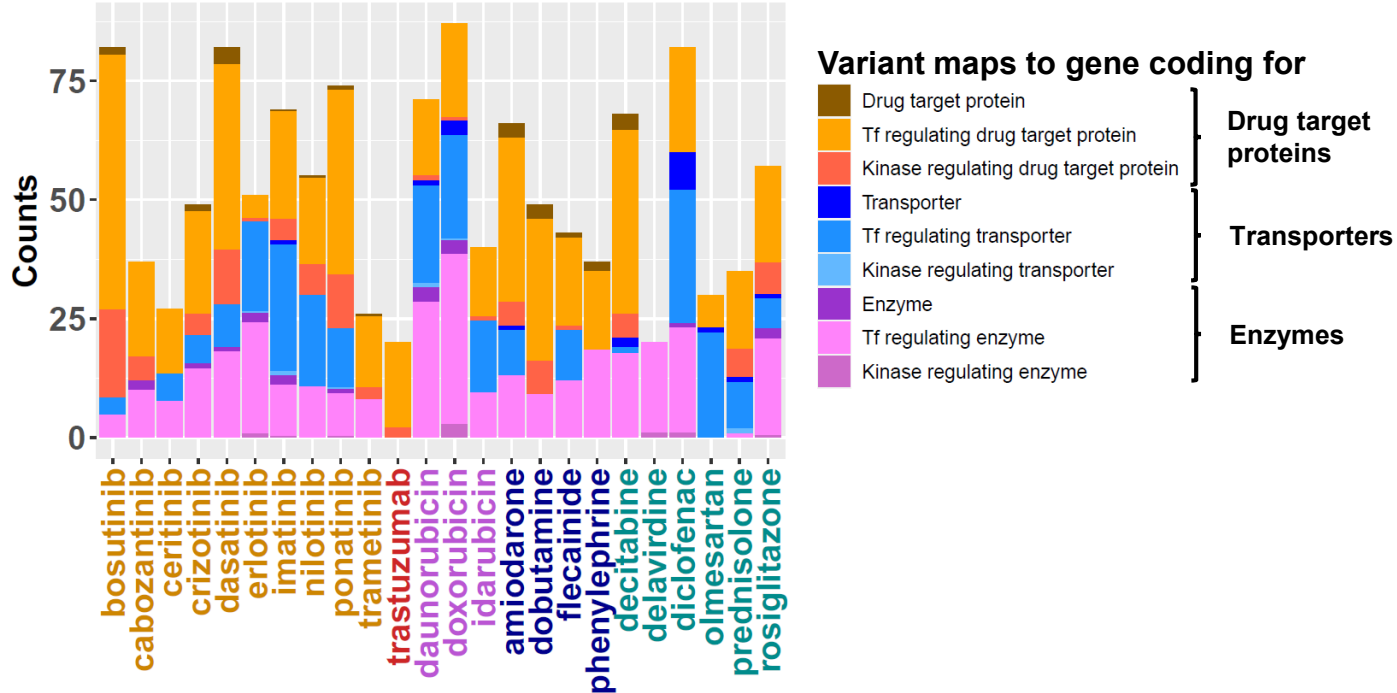 Counts
75
50
25
0
bosutinib
cabozantinib
ceritinib
crizotinib
dasatinib
erlotinib
imatinib
nilotinib
ponatinib
trametinib
trastuzumab
daunorubicin
doxorubicin
idarubicin
amiodarone
dobutamine
flecainide
phenylephrine
decitabine
delavirdine
diclofenac
olmesartan
prednisolone
rosiglitazone
Variant maps to gene coding for
Drug target protein
Tf regulating drug target protein
Kinase regulating drug target protein
Drug target
proteins
Transporter
Tf regulating transporter
Kinase regulating transporter
Transporters
Enzyme
Tf regulating enzyme
Kinase regulating enzyme
Enzymes